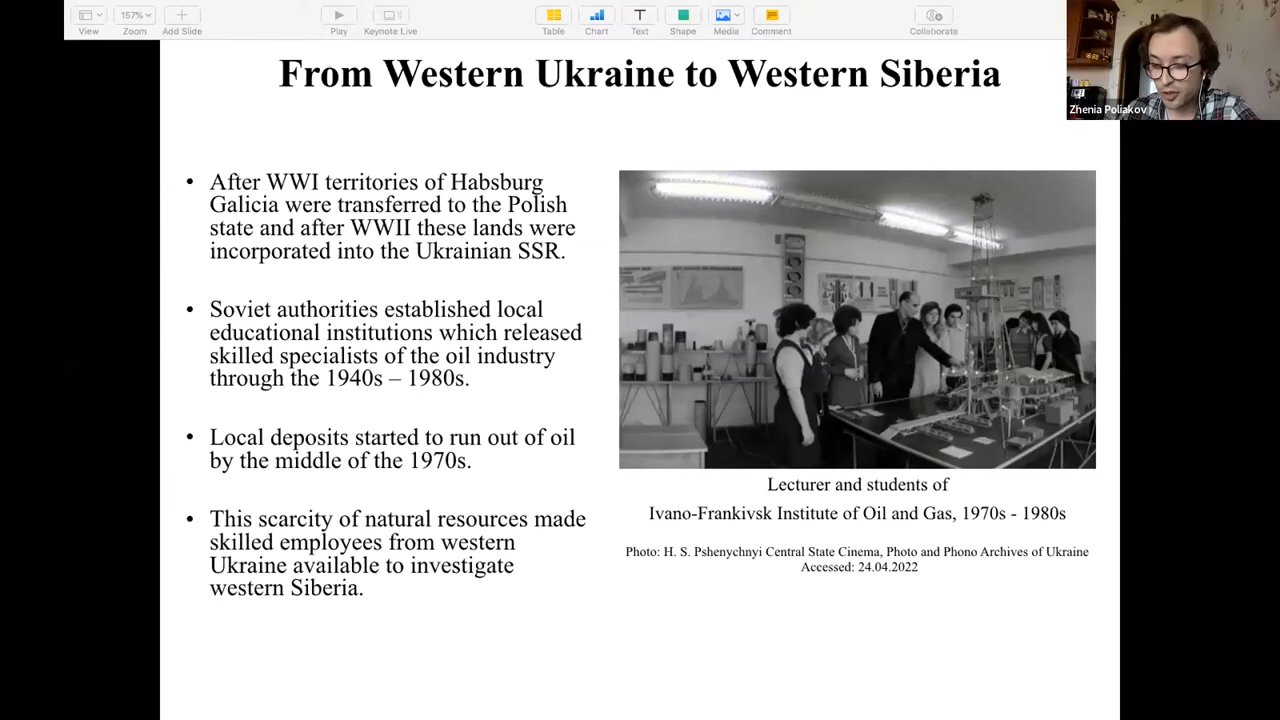 157%
View
Zoom
Add Slide
Play
Keynote Live
Table
Chart
Text
Shape
Media
Comment
Collaborate
Zhenia Poliakov
From Western Ukraine to Western Siberia
• After WWI territories of Habsburg
Galicia were transferred to the Polish
state and after WWII these lands were
incorporated into the Ukrainian SSR.
• Soviet authorities established local
educational institutions which released
skilled specialists of the oil industry
through the 1940s – 1980s.
• Local deposits started to run out of oil
by the middle of the 1970s.
• This scarcity of natural resources made
skilled employees from western
Ukraine available to investigate
western Siberia.
Lecturer and students of
Ivano-Frankivsk Institute of Oil and Gas, 1970s - 1980s
Photo: H. S. Pshenychnyi Central State Cinema, Photo and Phono Archives of Ukraine
Accessed: 24.04.2022